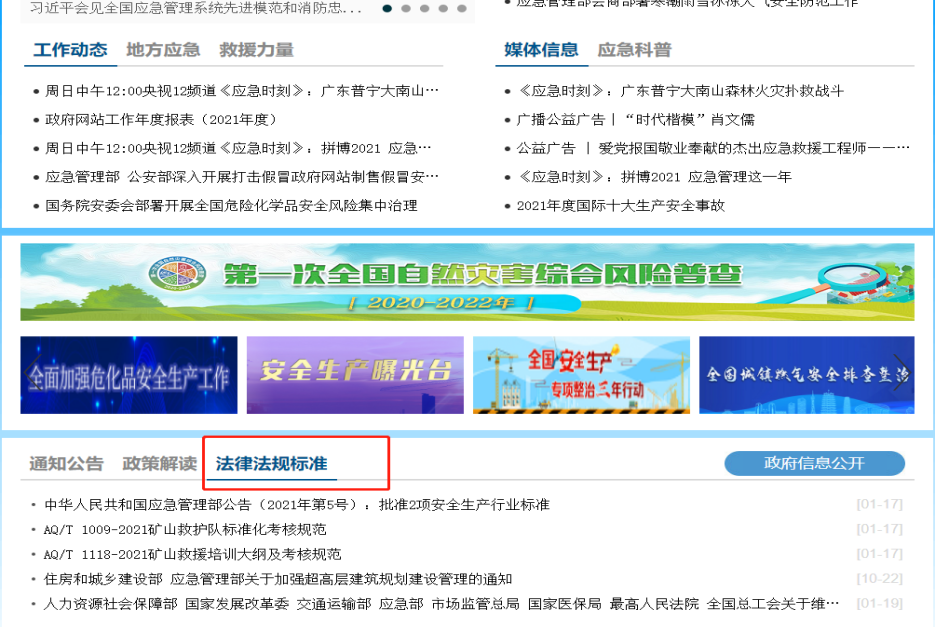 习近平会见全国应急管理系统先进模范和消防忠...
应急管理部会商部署寒潮雨雪冰冻天气安全防范工作
工作动态 地方应急 救援力量
周日中午12:00央视12频道《应急时刻》：广东普宁大南山…
政府网站工作年度报表（2021年度）
周日中午12:00央视12频道《应急时刻》：拼博2021 应急…
应急管理部 公安部深入开展打击假冒政府网站制售假冒安…
国务院安委会部署开展全国危险化学品安全风险集中治理
媒体信息 应急科普
《应急时刻》：广东普宁大南山森林火灾扑救战斗
广播公益广告丨“时代楷模”肖文儒
公益广告 丨 爱党报国敬业奉献的杰出应急救援工程师——…
《应急时刻》：拼博2021 应急管理这一年
2021年度国际十大生产安全事故
第一次全国自然灾害综合风险普查
[ 2020-2022年 ]
全面加强危化品安全生产工作
安全生产曝光台
全国安全生产
专项整治三年行动
全国城镇燃气安全排查整治
通知公告 政策解读 法律法规标准
政府信息公开
中华人民共和国应急管理部公告（2021年第5号）：批准2项安全生产行业标准 [01-17]
AQ/T 1009-2021矿山救护队标准化考核规范 [01-17]
AQ/T 1118-2021矿山救援培训大纲及考核规范 [01-17]
住房和城乡建设部 应急管理部关于加强超高层建筑规划建设管理的通知 [10-22]
人力资源社会保障部 国家发展改革委 交通运输部 应急部 市场监管总局 国家医保局 最高人民法院 全国总工会关于维… [01-19]